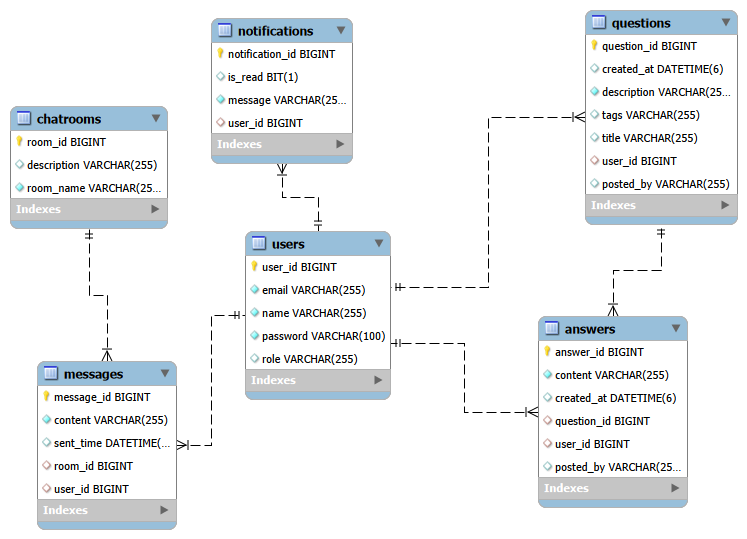 notifications
notification_id BIGINT
is_read BIT(1)
message VARCHAR(25...
user_id BIGINT
Indexes
questions
question_id BIGINT
created_at DATETIME(6)
description VARCHAR(25...
tags VARCHAR(255)
title VARCHAR(255)
user_id BIGINT
posted_by VARCHAR(255)
Indexes
chatrooms
room_id BIGINT
description VARCHAR(255)
room_name VARCHAR(25...
Indexes
users
user_id BIGINT
email VARCHAR(255)
name VARCHAR(255)
password VARCHAR(100)
role VARCHAR(255)
Indexes
messages
message_id BIGINT
content VARCHAR(255)
sent_time DATETIME(...
room_id BIGINT
user_id BIGINT
Indexes
answers
answer_id BIGINT
content VARCHAR(255)
created_at DATETIME(6)
question_id BIGINT
user_id BIGINT
posted_by VARCHAR(25...
Indexes